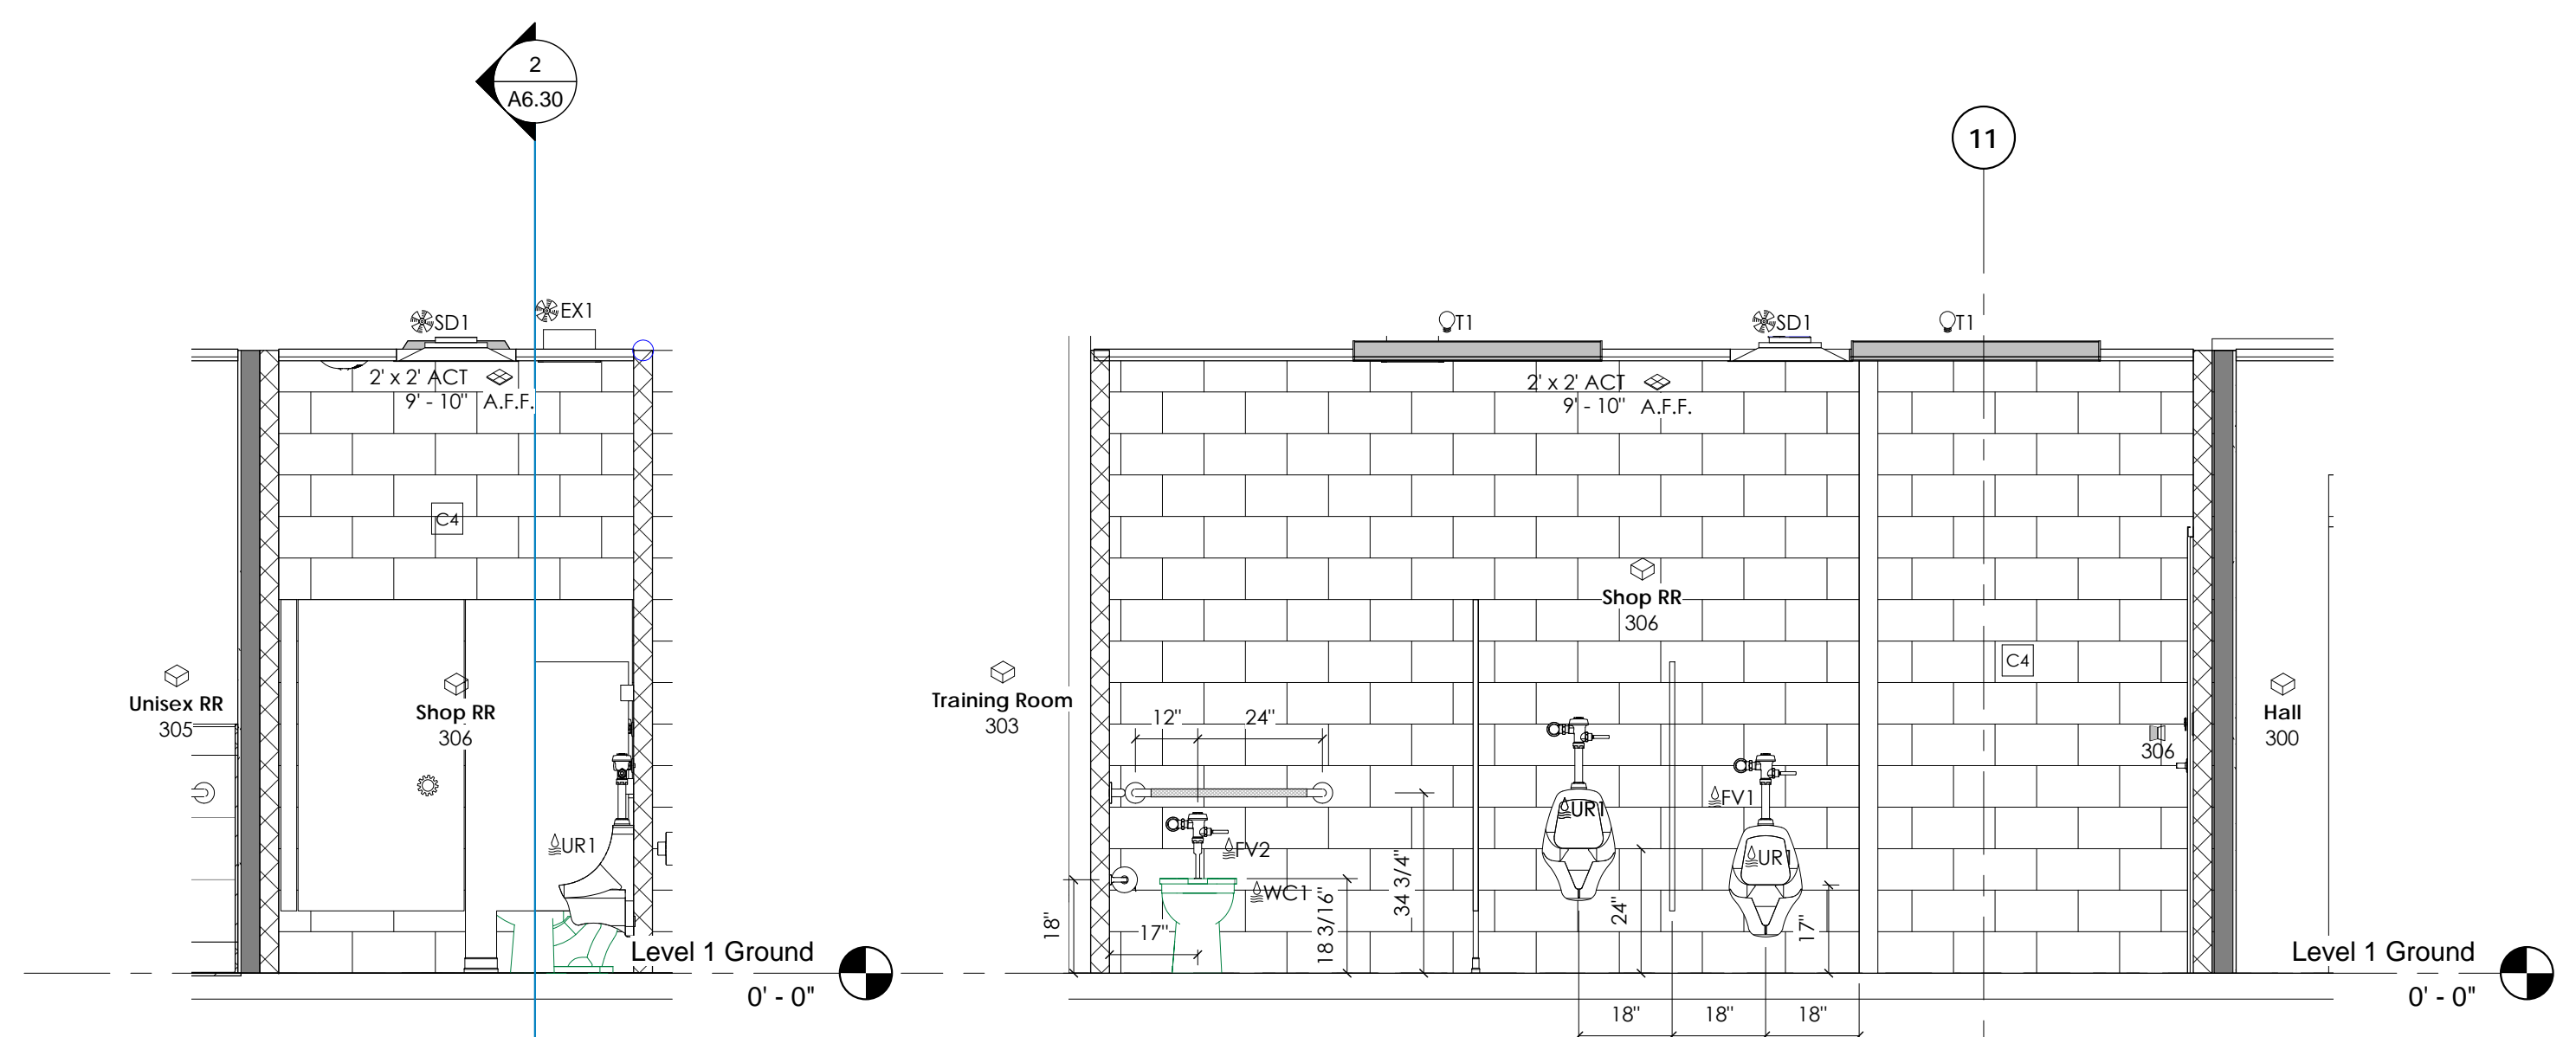 2
A6.30
11
SD1
EX1
T1
SD1
T1
2' x 2' ACT
9' - 10" A.F.F.
2' x 2' ACT
9' - 10" A.F.F.
C4
Shop RR
306
C4
Unisex RR
305
Shop RR
306
Training Room
303
Hall
300
12"
24"
306
UR1
FV1
UR1
FV2
UR1
WC1
18"
17"
18 3/16"
34 3/4"
24"
17"
Level 1 Ground
0' - 0"
Level 1 Ground
0' - 0"
18"
18"
18"